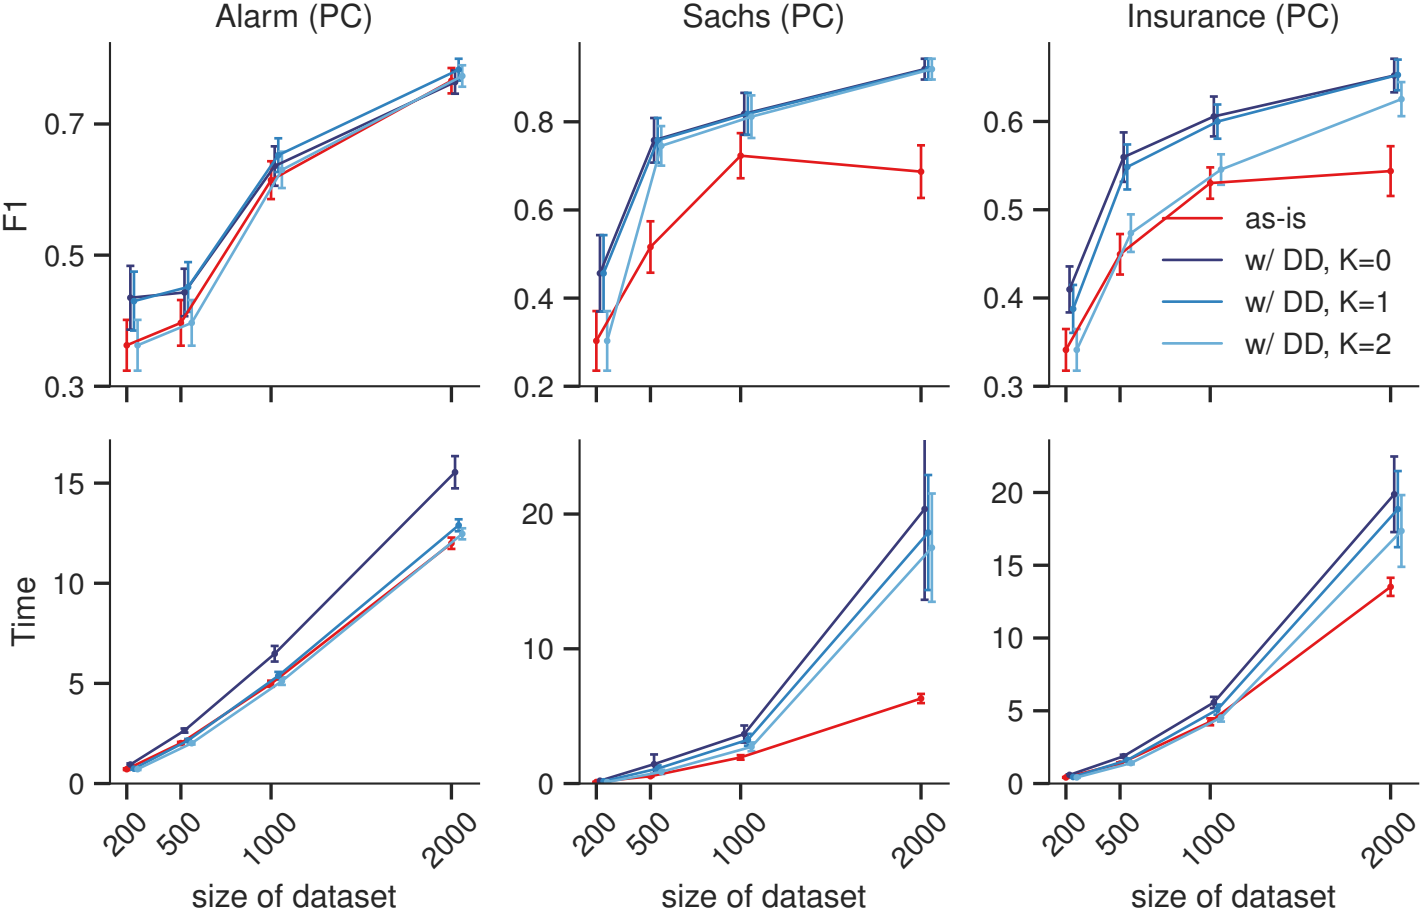 Alarm (PC)
Sachs (PC)
Insurance (PC)
F1
0.7
0.5
0.3
0.8
0.6
0.4
0.2
0.6
0.5
0.4
0.3
as-is
w/ DD, K=0
w/ DD, K=1
w/ DD, K=2
Time
15
10
5
0
20
10
0
20
15
10
5
0
200
500
1000
2000
200
500
1000
2000
200
500
1000
2000
size of dataset
size of dataset
size of dataset